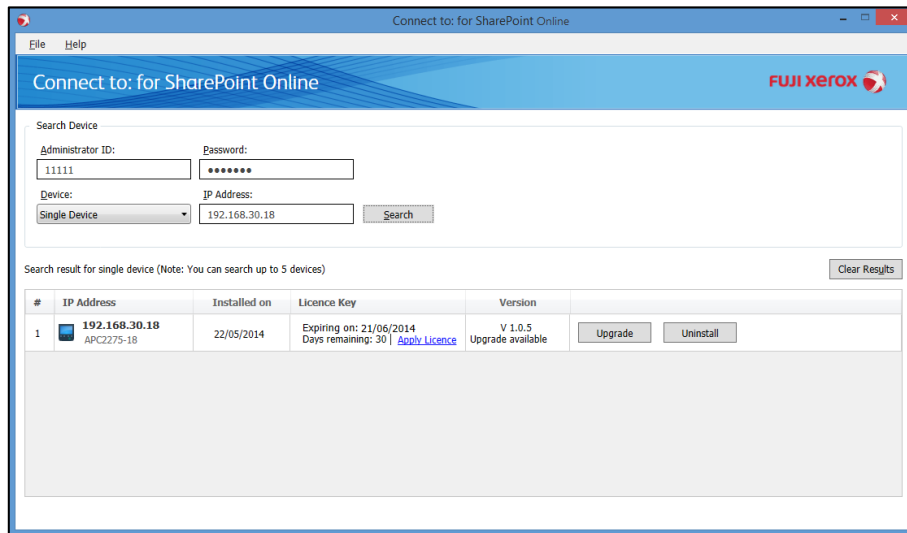 Connect to: for SharePoint Online
File Help
Connect to: for SharePoint Online
FUJI xerox
Search Device
Administrator ID: Password:
11111 ●●●●●●●
Device: IP Address:
Single Device 192.168.30.18 Search
Search result for single device (Note: You can search up to 5 devices) Clear Results
# IP Address Installed on Licence Key Version
1 192.168.30.18 22/05/2014 Expiring on: 21/06/2014 V 1.0.5 Upgrade Uninstall
APC2275-18 Days remaining: 30 | Apply Licence Upgrade available